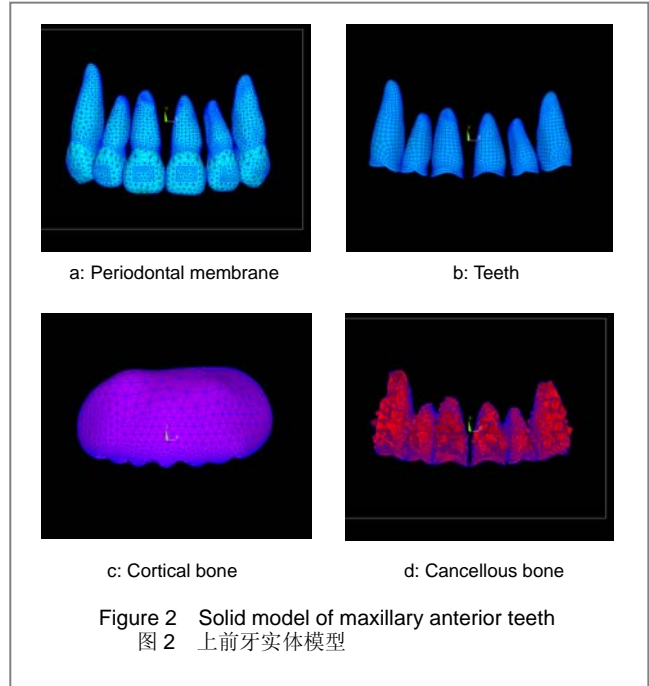 a: Periodontal membrane
b: Teeth
c: Cortical bone
d: Cancellous bone
Figure 2 Solid model of maxillary anterior teeth
图 2 上前牙实体模型